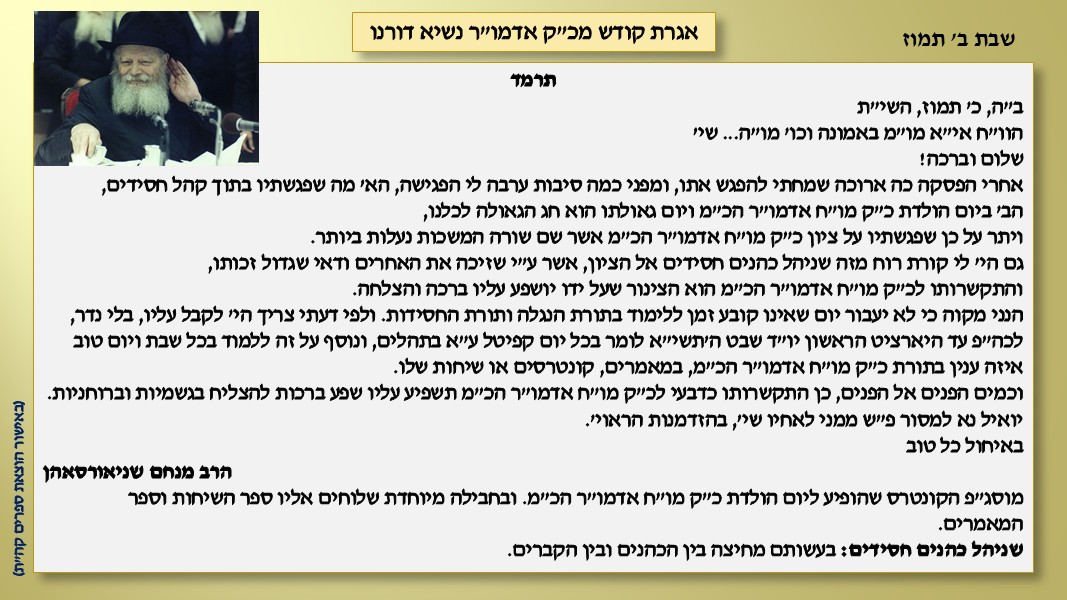 שבת ב׳ תמוז
אגרת קודש מכ״ק אדמו״ר נשיא דורנו
תרמד
ב״ה, כ׳ תמוז, השי״ת
הוו״ח אי״א מו״מ באמונה וכו׳ מו״ה... שי׳
שלום וברכה!
אחרי הפסקה כה ארוכה שמחתי להפגש אתו, ומפני כמה סיבות ערבה לי הפגישה, הא׳ מה שפגשתיו בתוך קהל חסידים,
הב׳ ביום הולדת כ״ק מו״ח אדמו״ר הכ״מ ויום גאולתו הוא חג הגאולה לכלנו,
ויתר על כן שפגשתיו על ציון כ״ק מו״ח אדמו״ר הכ״מ אשר שם שורה המשכות נעלות ביותר.
גם הי׳ לי קורת רוח מזה שניהל כהנים חסידים אל הציון, אשר ע״י שזיכה את האחרים ודאי שגדול זכותו,
והתקשרותו לכ״ק מו״ח אדמו״ר הכ״מ הוא הצינור שעל ידו יושפע עליו ברכה והצלחה.
הנני מקוה כי לא יעבור יום שאינו קובע זמן ללימוד בתורת הנגלה ותורת החסידות. ולפי דעתי צריך הי׳ לקבל עליו, בלי נדר,
לכה״פ עד היארצייט הראשון יו״ד שבט ה׳תשי״א לומר בכל יום קפיטל ע״א בתהלים, ונוסף על זה ללמוד בכל שבת ויום טוב
איזה ענין בתורת כ״ק מו״ח אדמו״ר הכ״מ, במאמרים, קונטרסים או שיחות שלו.
וכמים הפנים אל הפנים, כן התקשרותו כדבעי לכ״ק מו״ח אדמו״ר הכ״מ תשפיע עליו שפע ברכות להצליח בגשמיות וברוחניות.
יואיל נא למסור פ״ש ממני לאחיו שי׳, בהזדמנות הראוי׳.
באיחול כל טוב
הרב מנחם שניאורסאהן
מוסג״פ הקונטרס שהופיע ליום הולדת כ״ק מו״ח אדמו״ר הכ״מ. ובחבילה מיוחדת שלוחים אליו ספר השיחות וספר
המאמרים.
שניהל כהנים חסידים: בעשותם מחיצה בין הכהנים ובין הקברים.
(באישור הוצאת ספרים קה״ת)